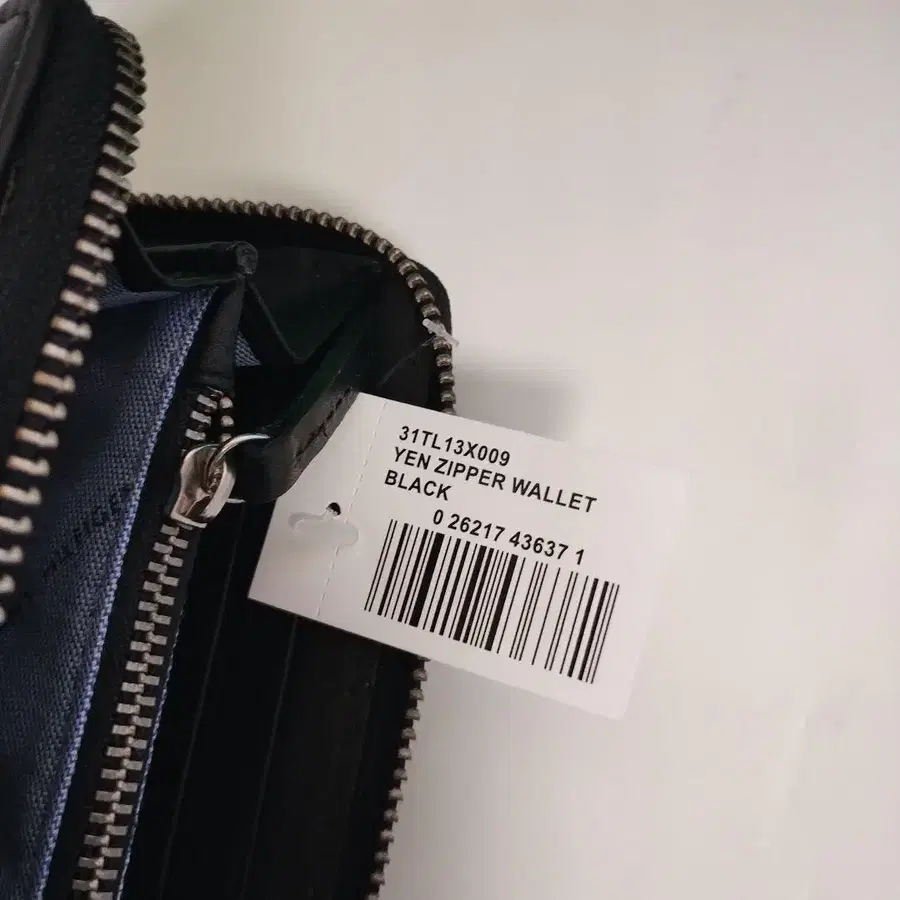 31TL13X009
YEN ZIPPER WALLET
BLACK
0 26217 43637 1